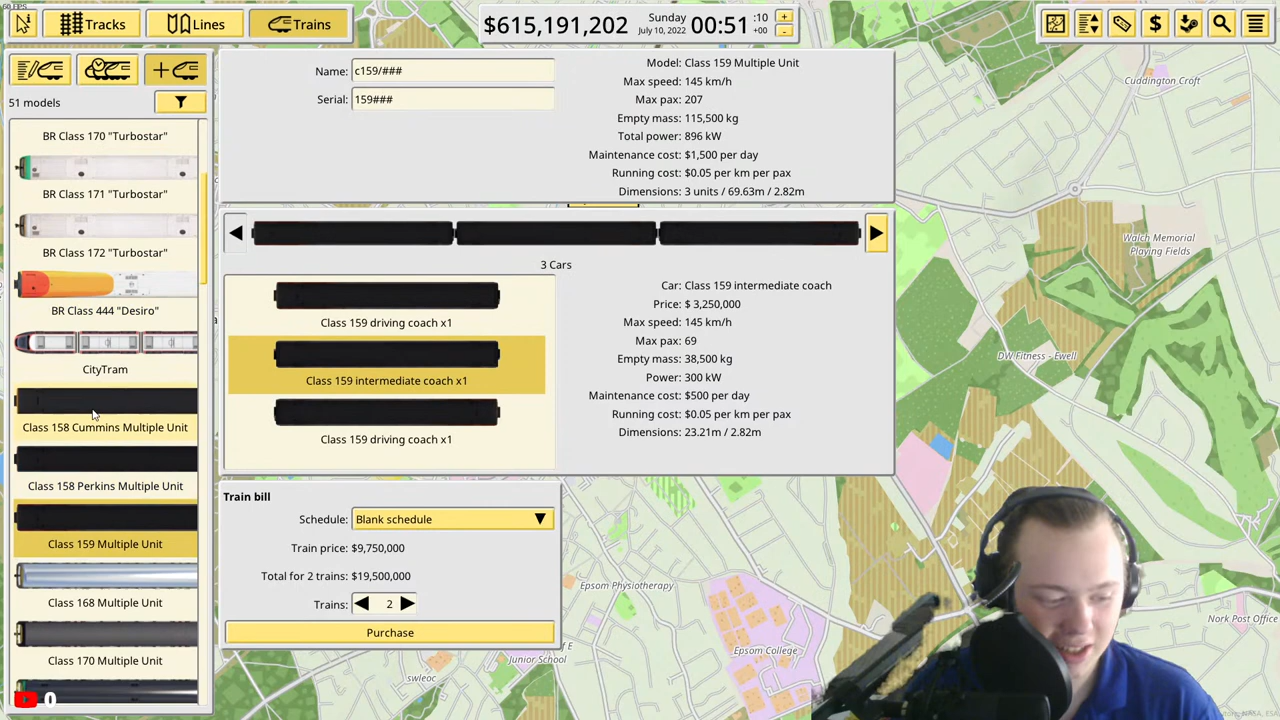 60 FPS
Tracks
Lines
Trains
$615,191,202
Sunday
July 10, 2022
00:51
:10
+00
+
-
$
51 models
BR Class 170 "Turbostar"
BR Class 171 "Turbostar"
BR Class 172 "Turbostar"
BR Class 444 "Desiro"
CityTram
Class 158 Cummins Multiple Unit
Class 158 Perkins Multiple Unit
Class 159 Multiple Unit
Class 168 Multiple Unit
Class 170 Multiple Unit
0
Name: c159/###
Serial: 159###
Model: Class 159 Multiple Unit
Max speed: 145 km/h
Max pax: 207
Empty mass: 115,500 kg
Total power: 896 kW
Maintenance cost: $1,500 per day
Running cost: $0.05 per km per pax
Dimensions: 3 units / 69.63m / 2.82m
3 Cars
Class 159 driving coach x1
Class 159 intermediate coach x1
Class 159 driving coach x1
Car: Class 159 intermediate coach
Price: $ 3,250,000
Max speed: 145 km/h
Max pax: 69
Empty mass: 38,500 kg
Power: 300 kW
Maintenance cost: $500 per day
Running cost: $0.05 per km per pax
Dimensions: 23.21m / 2.82m
Train bill
Schedule: Blank schedule
Train price: $9,750,000
Total for 2 trains: $19,500,000
Trains: 2
Purchase
Cuddington Croft
Walch Memorial
Playing Fields
DW Fitness - Ewell
Epsom Physiotherapy
Epsom College
Junior School
swleoc
Nork Post Office